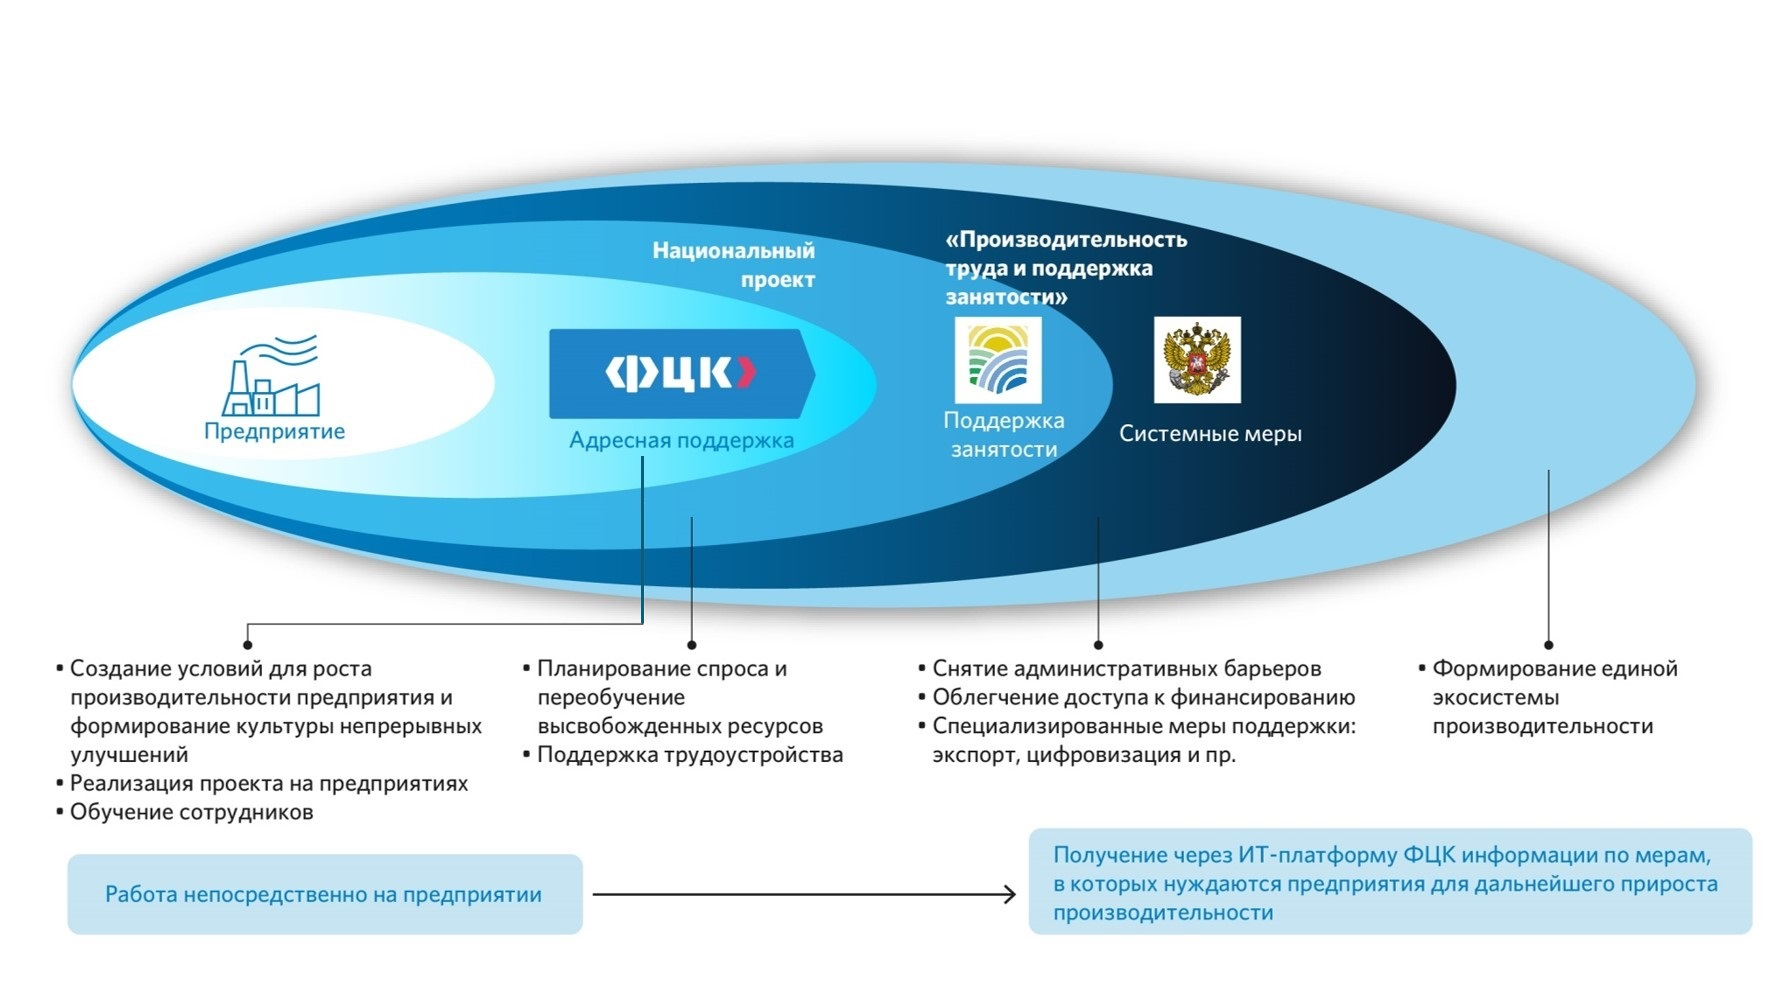 Национальный
проект
«Производительность
труда и поддержка
занятости»
Предприятие
‹ФЦК›
Адресная поддержка
Поддержка
занятости
Системные меры
▪ Создание условий для роста
производительности предприятия и
формирование культуры непрерывных
улучшений
▪ Реализация проекта на предприятиях
▪ Обучение сотрудников
▪ Планирование спроса и
переобучение
высвобожденных ресурсов
▪ Поддержка трудоустройства
▪ Снятие административных барьеров
▪ Облегчение доступа к финансированию
▪ Специализированные меры поддержки:
экспорт, цифровизация и пр.
▪ Формирование единой
экосистемы
производительности
Работа непосредственно на предприятии
Получение через ИТ-платформу ФЦК информации по мерам,
в которых нуждаются предприятия для дальнейшего прироста
производительности